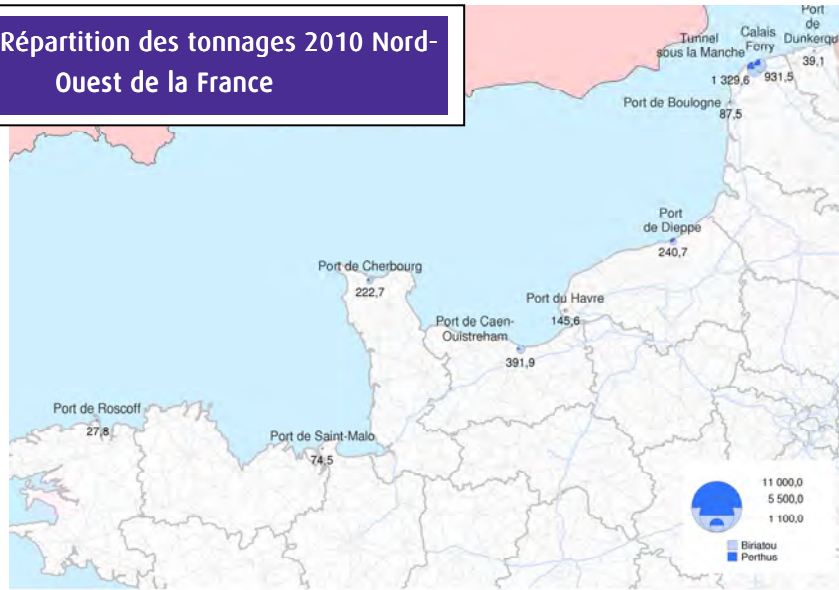 Répartition des tonnages 2010 Nord-
Ouest de la France
Port
de
Dunkerqu
Tunnel
sous la Manche
Calais
Ferry
39,1
1 329,6
931,5
Port de Boulogne
87,5
Port
de Dieppe
240,7
Port de Cherbourg
222,7
Port du Havre
145,6
Port de Caen-
Ouistreham
391,9
Port de Roscoff
27,8
Port de Saint-Malo
74,5
11 000,0
5 500,0
1 100,0
Biriatou
Perthus